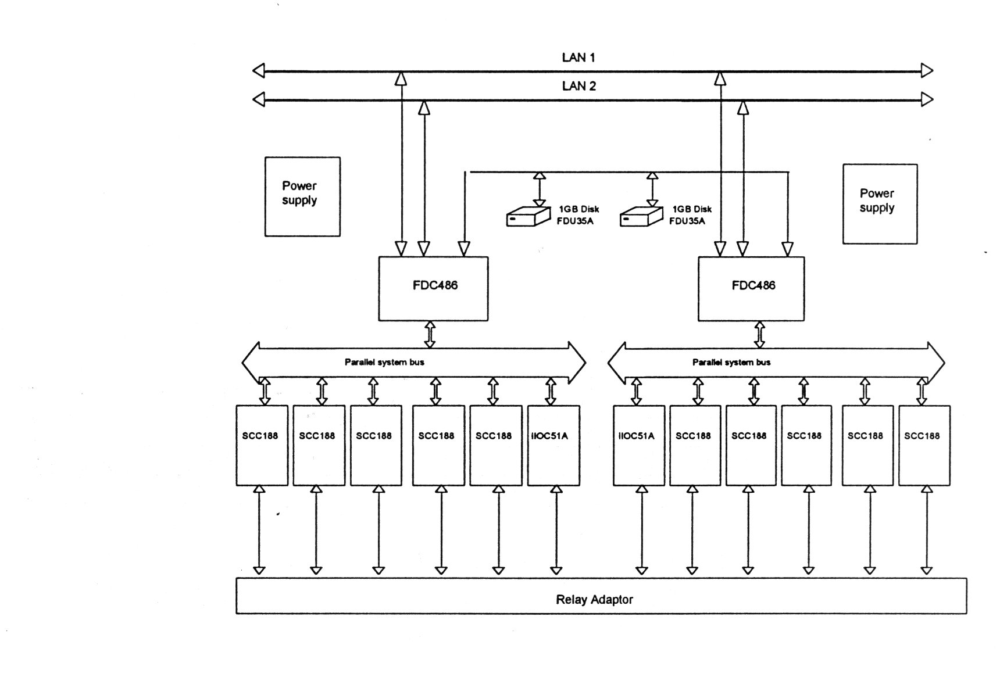 LAN 1
LAN 2
Power
supply
1GB Disk
FDU35A
1GB Disk
FDU35A
Power
supply
FDC486
FDC486
Parallel system bus
Parallel system bus
SCC188
SCC188
SCC188
SCC188
SCC188
IIOC51A
IIOC51A
SCC188
SCC188
SCC188
SCC188
SCC188
Relay Adaptor